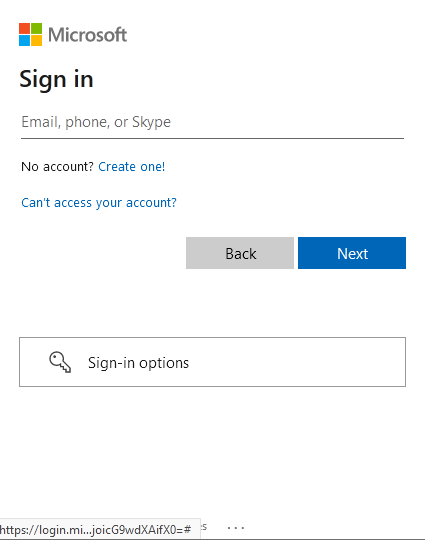 Microsoft
Sign in
Email, phone, or Skype
No account? Create one!
Can't access your account?
Back
Next
Sign-in options
https://login.mi...joicG9wdXAifX0=#
es
...